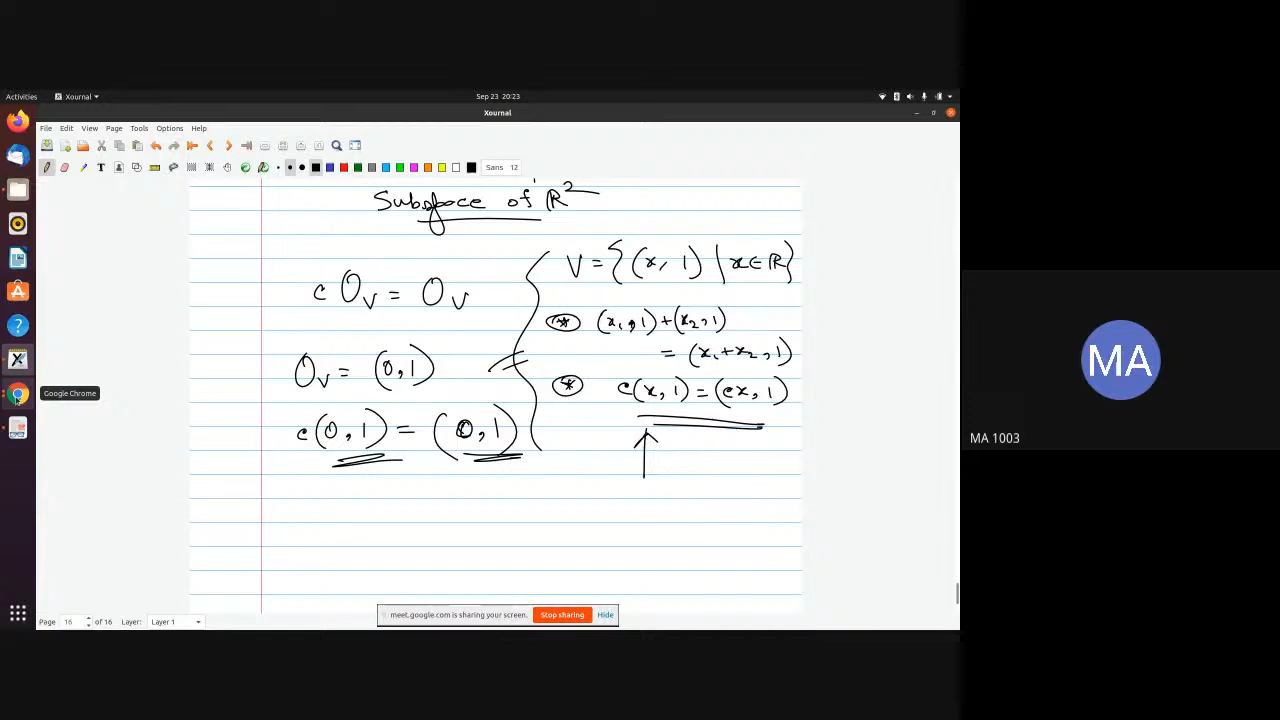 Activities
Xournal
Sep 23 20:23
Xournal
File Edit View Page Tools Options Help
Sans 12
Subspace of ℝ²
c O_V = O_V
O_V = (0, 1)
c(0, 1) = (0, 1)
V = {(x, 1) | x ∈ ℝ}
* (x₁, 1) + (x₂, 1)
= (x₁ + x₂, 1)
* c(x, 1) = (cx, 1)
Google Chrome
MA
MA 1003
meet.google.com is sharing your screen. Stop sharing Hide
Page 16 of 16 Layer: Layer 1